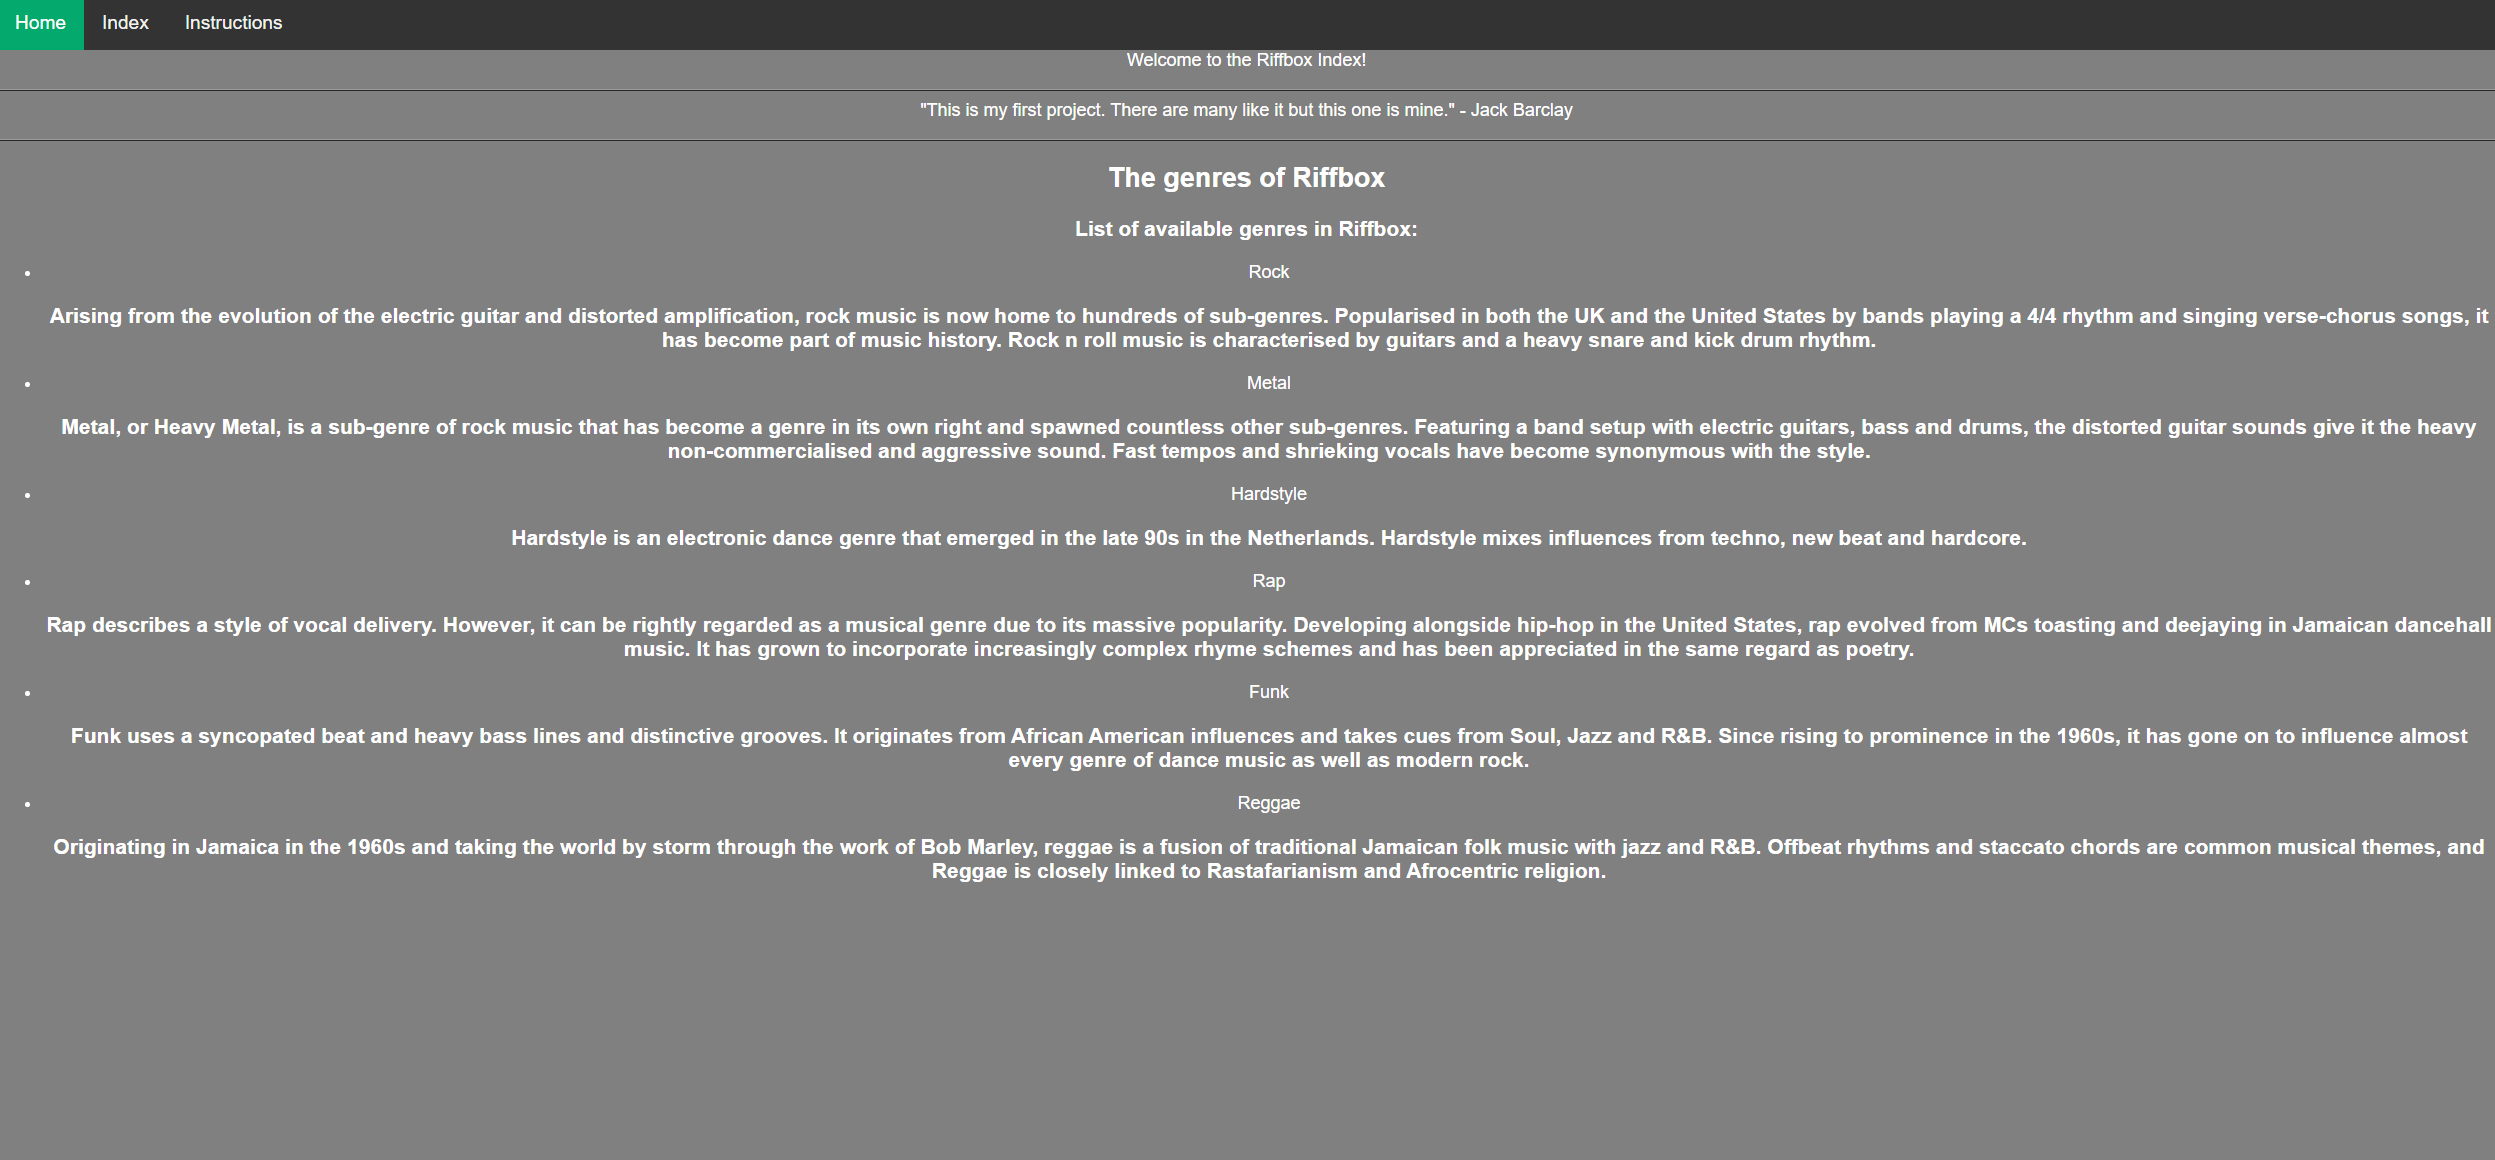 Home Index Instructions
Welcome to the Riffbox Index!
"This is my first project. There are many like it but this one is mine." - Jack Barclay
The genres of Riffbox
List of available genres in Riffbox:
• Rock
Arising from the evolution of the electric guitar and distorted amplification, rock music is now home to hundreds of sub-genres. Popularised in both the UK and the United States by bands playing a 4/4 rhythm and singing verse-chorus songs, it
has become part of music history. Rock n roll music is characterised by guitars and a heavy snare and kick drum rhythm.
• Metal
Metal, or Heavy Metal, is a sub-genre of rock music that has become a genre in its own right and spawned countless other sub-genres. Featuring a band setup with electric guitars, bass and drums, the distorted guitar sounds give it the heavy
non-commercialised and aggressive sound. Fast tempos and shrieking vocals have become synonymous with the style.
• Hardstyle
Hardstyle is an electronic dance genre that emerged in the late 90s in the Netherlands. Hardstyle mixes influences from techno, new beat and hardcore.
• Rap
Rap describes a style of vocal delivery. However, it can be rightly regarded as a musical genre due to its massive popularity. Developing alongside hip-hop in the United States, rap evolved from MCs toasting and deejaying in Jamaican dancehall
music. It has grown to incorporate increasingly complex rhyme schemes and has been appreciated in the same regard as poetry.
• Funk
Funk uses a syncopated beat and heavy bass lines and distinctive grooves. It originates from African American influences and takes cues from Soul, Jazz and R&B. Since rising to prominence in the 1960s, it has gone on to influence almost
every genre of dance music as well as modern rock.
• Reggae
Originating in Jamaica in the 1960s and taking the world by storm through the work of Bob Marley, reggae is a fusion of traditional Jamaican folk music with jazz and R&B. Offbeat rhythms and staccato chords are common musical themes, and
Reggae is closely linked to Rastafarianism and Afrocentric religion.